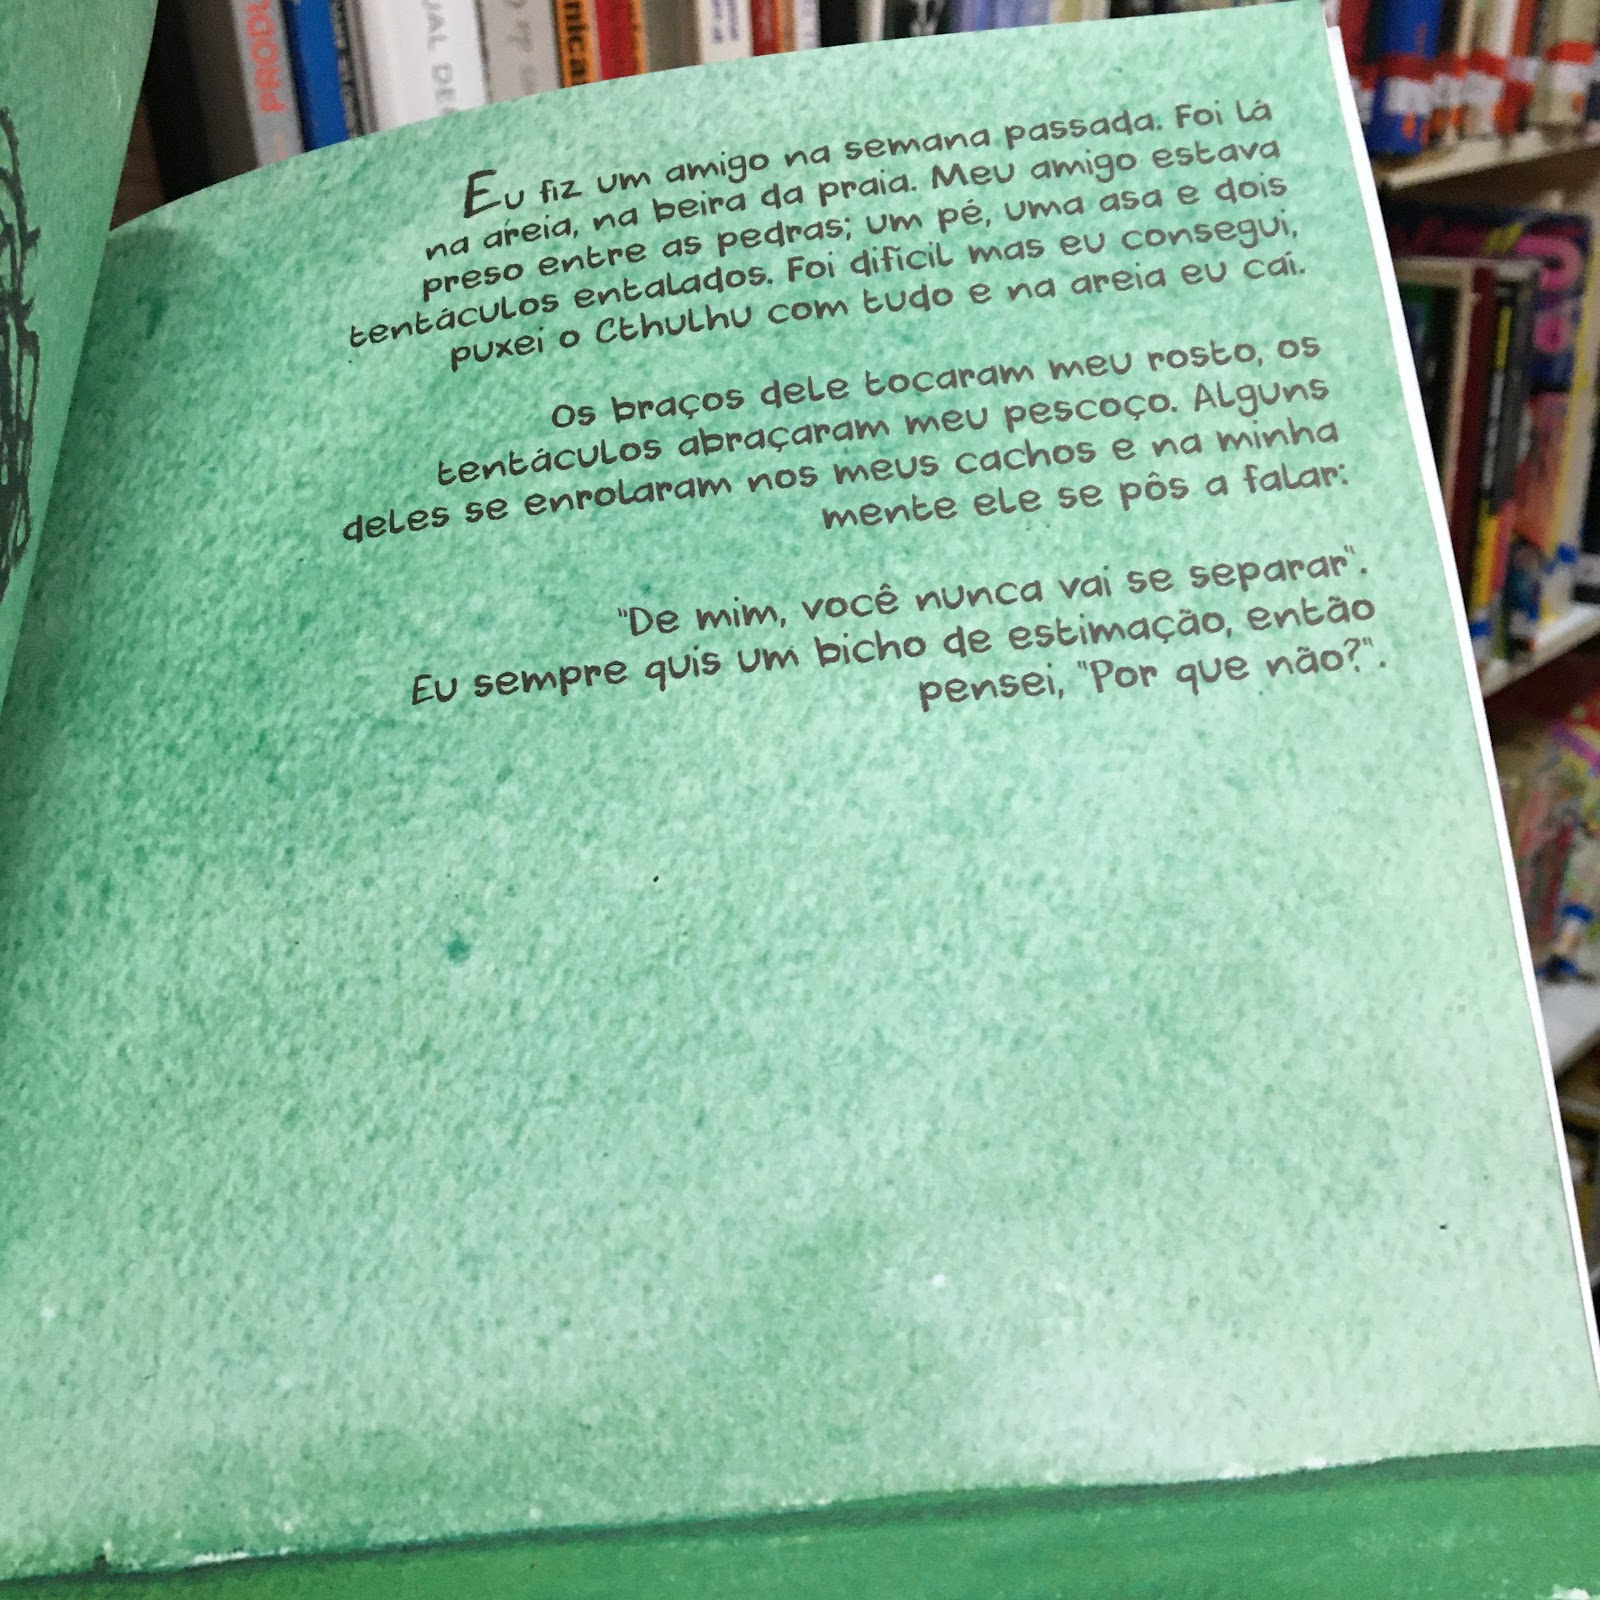 PRODU
UAL DE
nica
Eu fiz um amigo na semana passada. Foi lá
na areia, na beira da praia. Meu amigo estava
preso entre as pedras; um pé, uma asa e dois
tentáculos entalados. Foi difícil mas eu consegui,
puxei o Cthulhu com tudo e na areia eu caí.
Os braços dele tocaram meu rosto, os
tentáculos abraçaram meu pescoço. Alguns
deles se enrolaram nos meus cachos e na minha
mente ele se pôs a falar:
"De mim, você nunca vai se separar".
Eu sempre quis um bicho de estimação, então
pensei, "Por que não?".